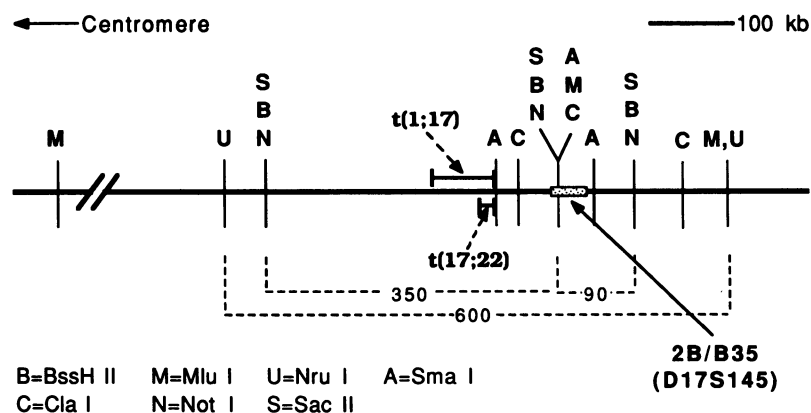 Centromere
100 kb
S A
S B M S
B t(1;17) N C B
M U N A C A N C M,U
t(17;22)
350 90
600
2B/B35
(D17S145)
B=BssH II M=Mlu I U=Nru I A=Sma I
C=Cla I N=Not I S=Sac II